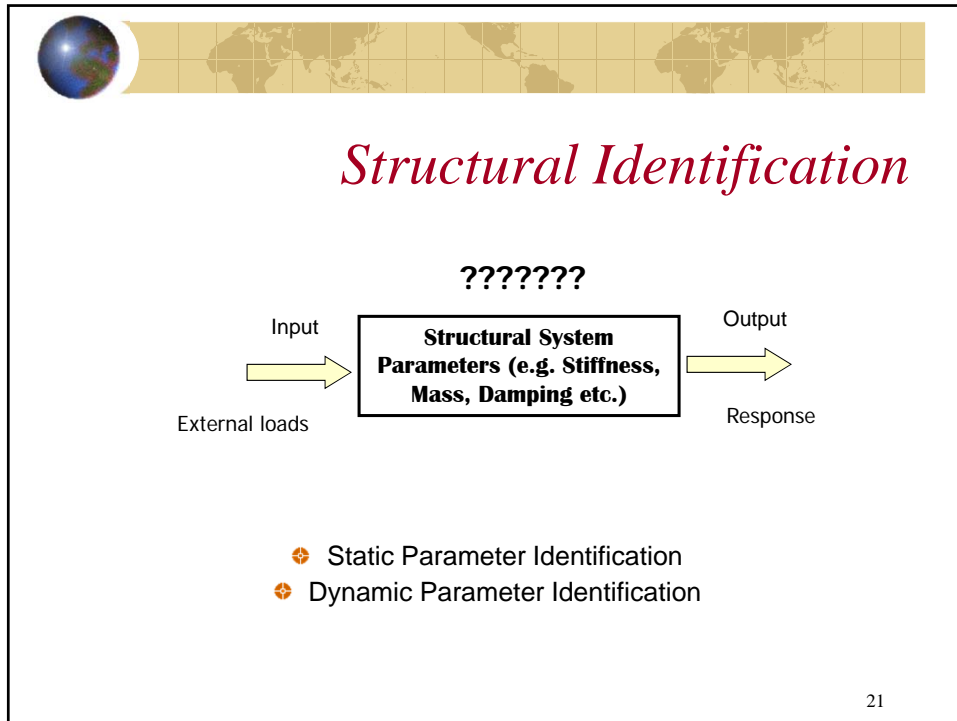 Structural Identification
???????
Input
External loads
Structural System
Parameters (e.g. Stiffness,
Mass, Damping etc.)
Output
Response
Static Parameter Identification
Dynamic Parameter Identification
21